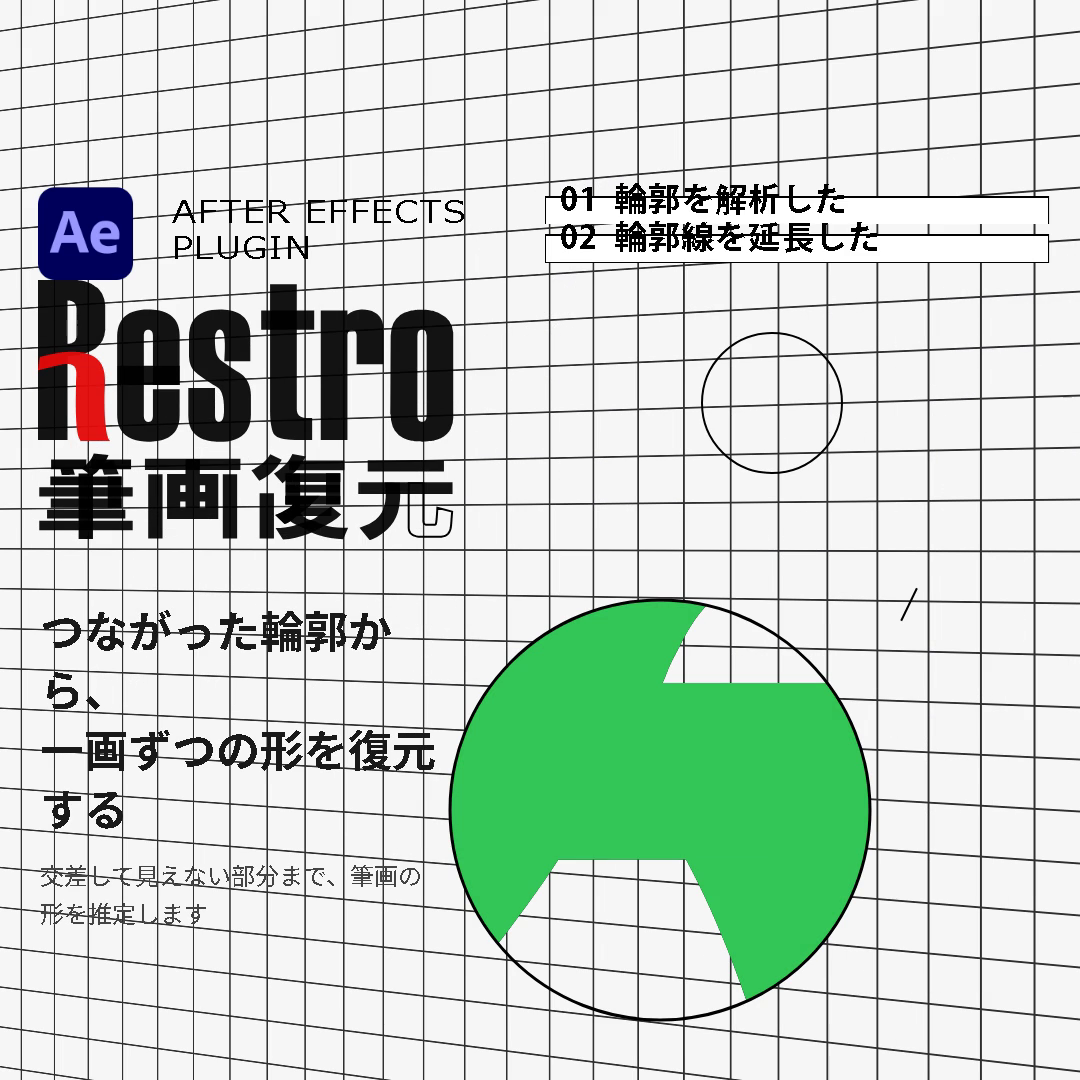 Ae
AFTER EFFECTS
PLUGIN
01 輪郭を解析した
02 輪郭線を延長した
Restro
筆画復元
つながった輪郭か
ら、
一画ずつの形を復元
する
交差して見えない部分まで、筆画の
形を推定します